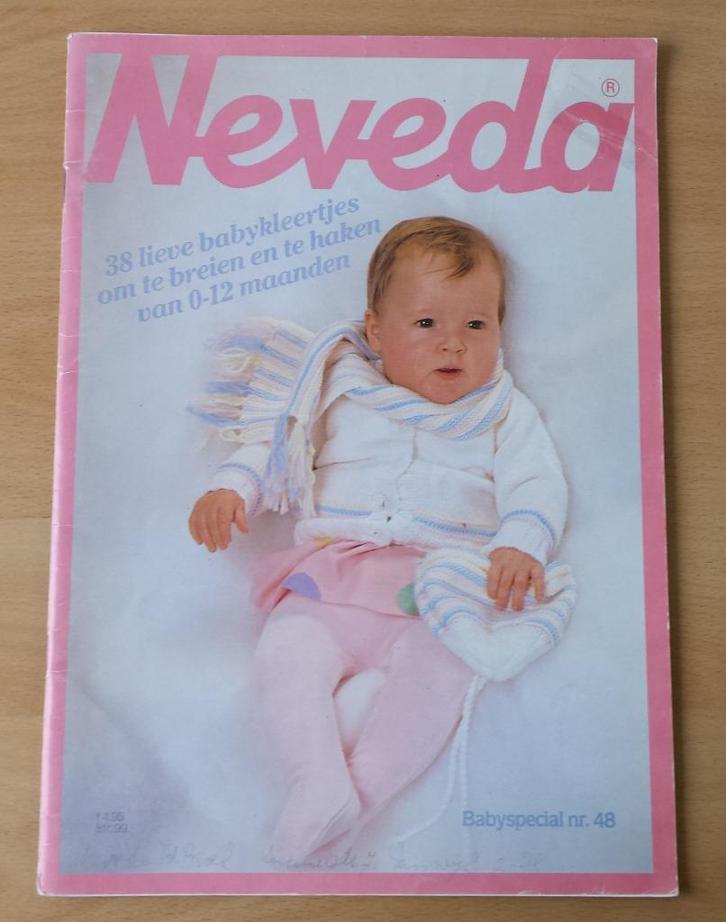 Neveda
®
38 lieve babykleertjes
om te breien en te haken
van 0-12 maanden
Babyspecial nr. 48